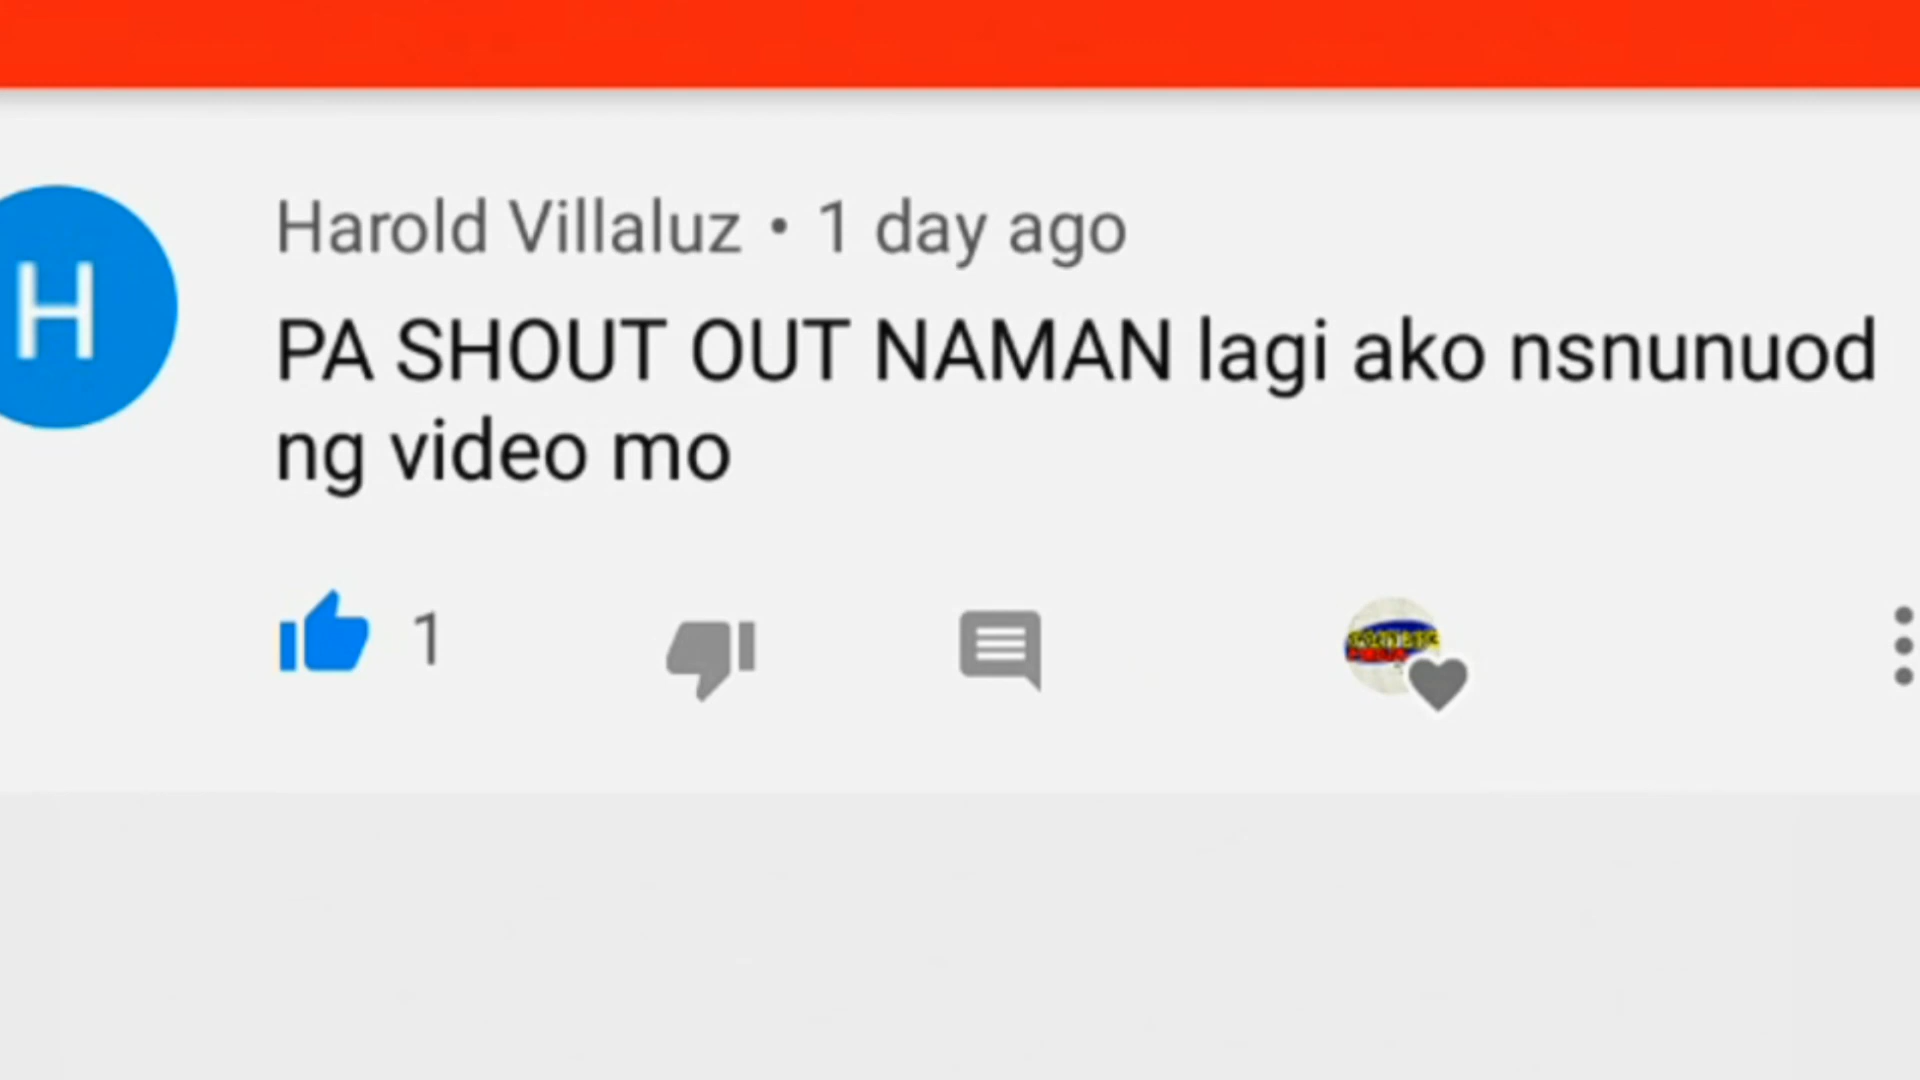 H
Harold Villaluz • 1 day ago
PA SHOUT OUT NAMAN lagi ako nsnunuod
ng video mo
1